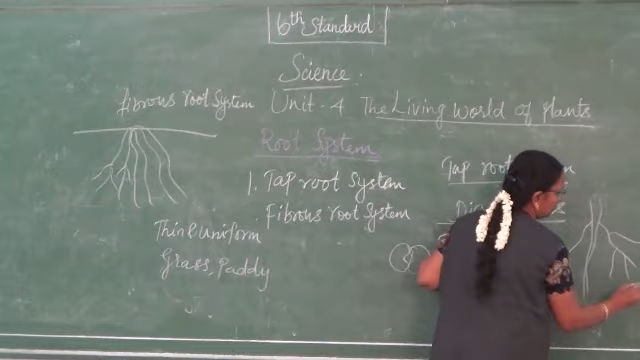 6th Standard
Science
Unit - 4 The Living World of Plants
Root System
1. Tap root System
Fibrous root System
fibrous root System
Thin & uniform
Grass, Paddy
Tap